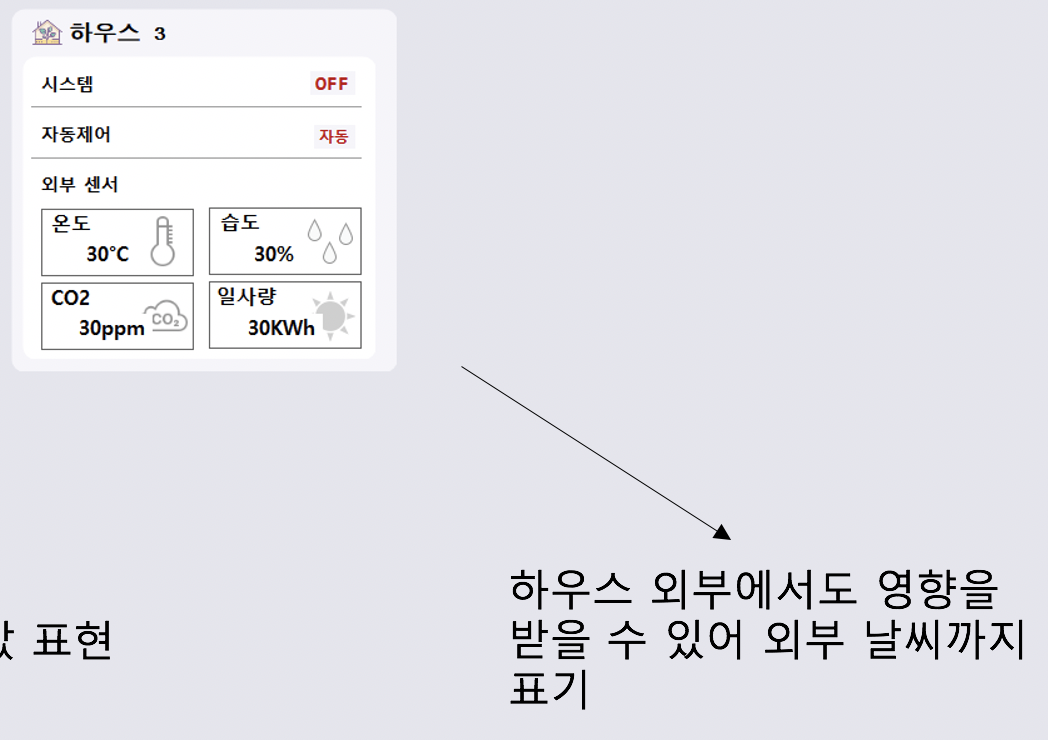 하우스 3
시스템 OFF
자동제어 자동
외부 센서
온도
30°C
습도
30%
CO2
30ppm
CO₂
일사량
30KWh
하우스 외부에서도 영향을
받을 수 있어 외부 날씨까지
표기
표현